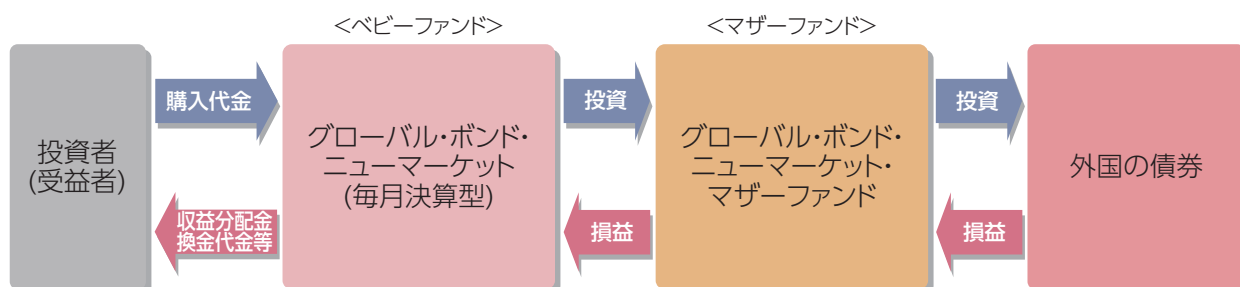 <ベビーファンド>
<マザーファンド>
投資者
(受益者)
購入代金
収益分配金
換金代金等
グローバル・ボンド・
ニューマーケット
(毎月決算型)
投資
損益
グローバル・ボンド・
ニューマーケット・
マザーファンド
投資
損益
外国の債券